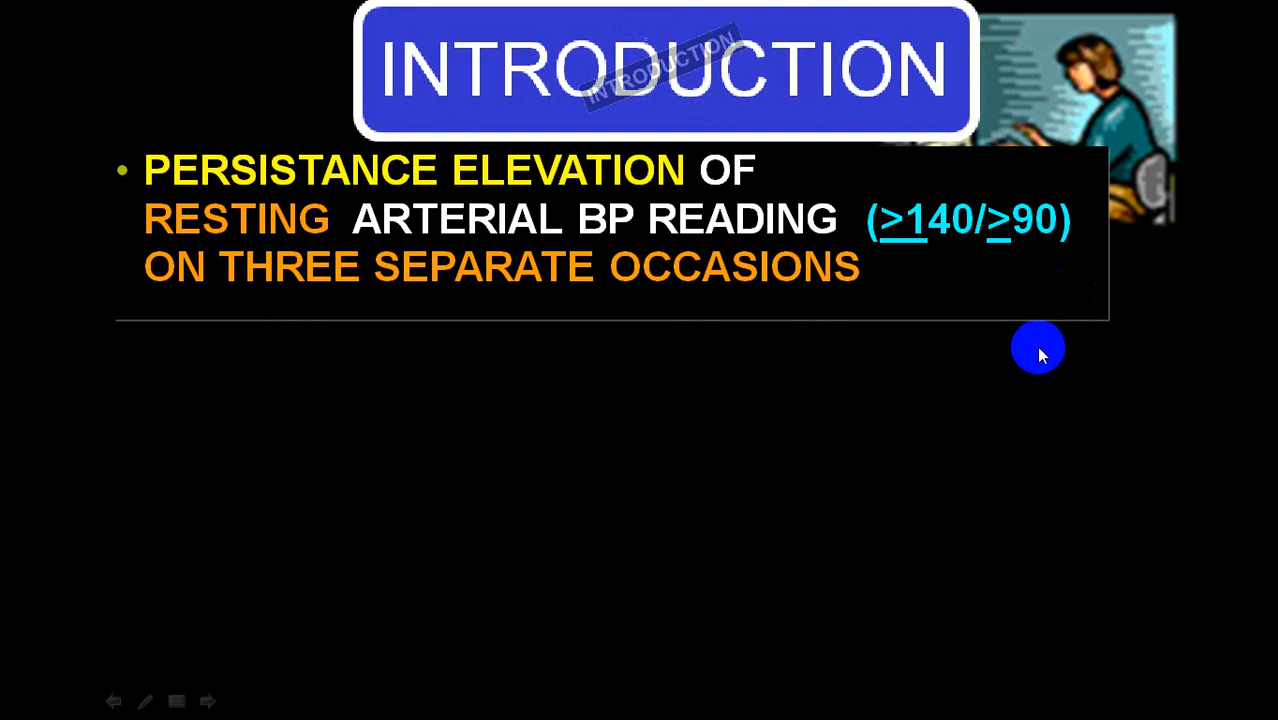 INTRODUCTION
INTRODUCTION
• PERSISTANCE ELEVATION OF
RESTING ARTERIAL BP READING (≥140/≥90)
ON THREE SEPARATE OCCASIONS